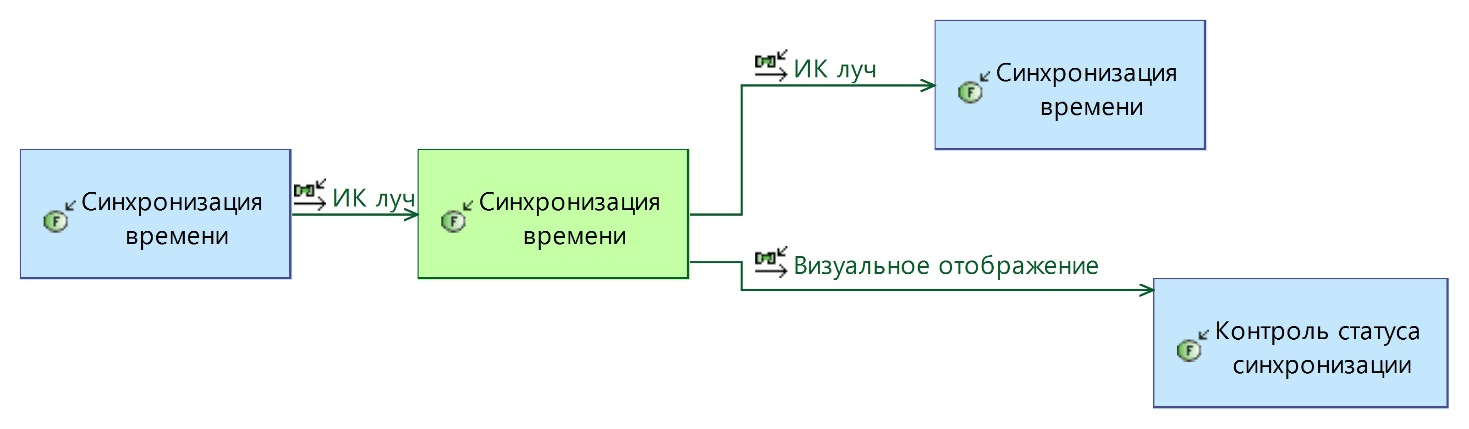 ИК луч
Синхронизация
времени
Синхронизация
времени
ИК луч
Синхронизация
времени
Визуальное отображение
Контроль статуса
синхронизации
F
F
F
F